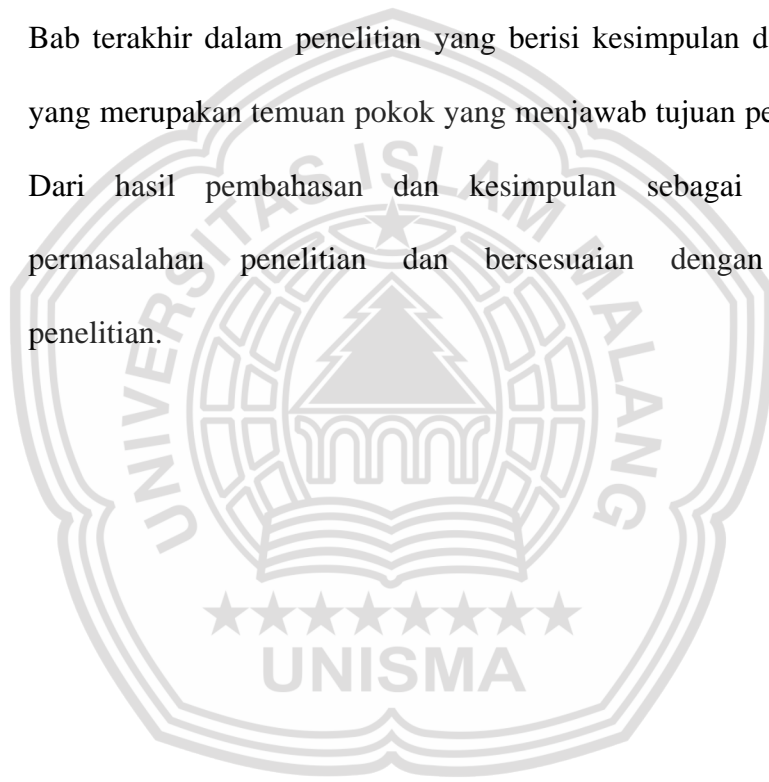 Bab terakhir dalam penelitian yang berisi kesimpulan d
yang merupakan temuan pokok yang menjawab tujuan pe
Dari hasil pembahasan dan kesimpulan sebagai
permasalahan penelitian dan bersesuaian dengan
penelitian.
UNIVERSITAS ISLAM MALANG
UNISMA